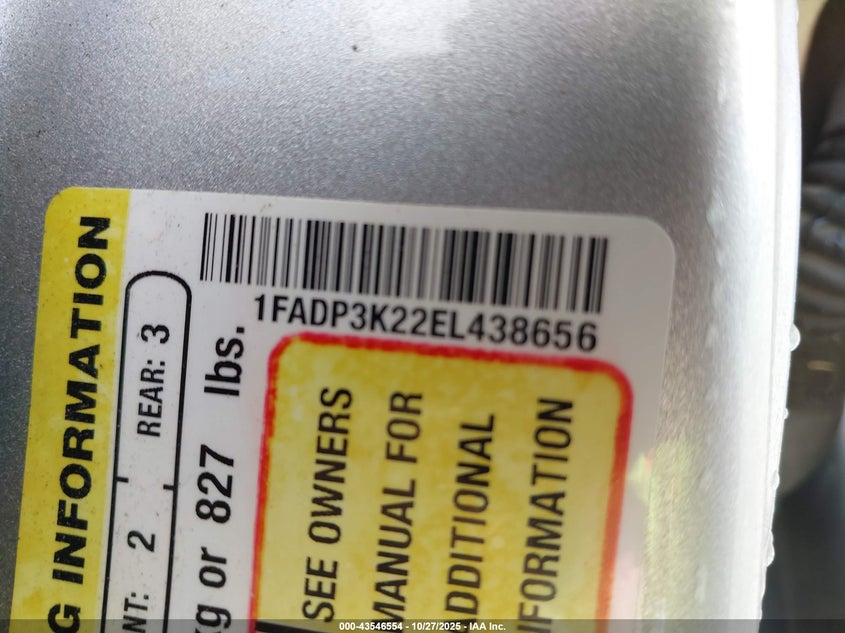 G INFORMATION
NT: 2 REAR: 3
kg or 827 lbs.
1FADP3K22EL438656
SEE OWNERS
MANUAL FOR
DDITIONAL
NFORMATION
000-43546554 - 10/27/2025 - IAA Inc.